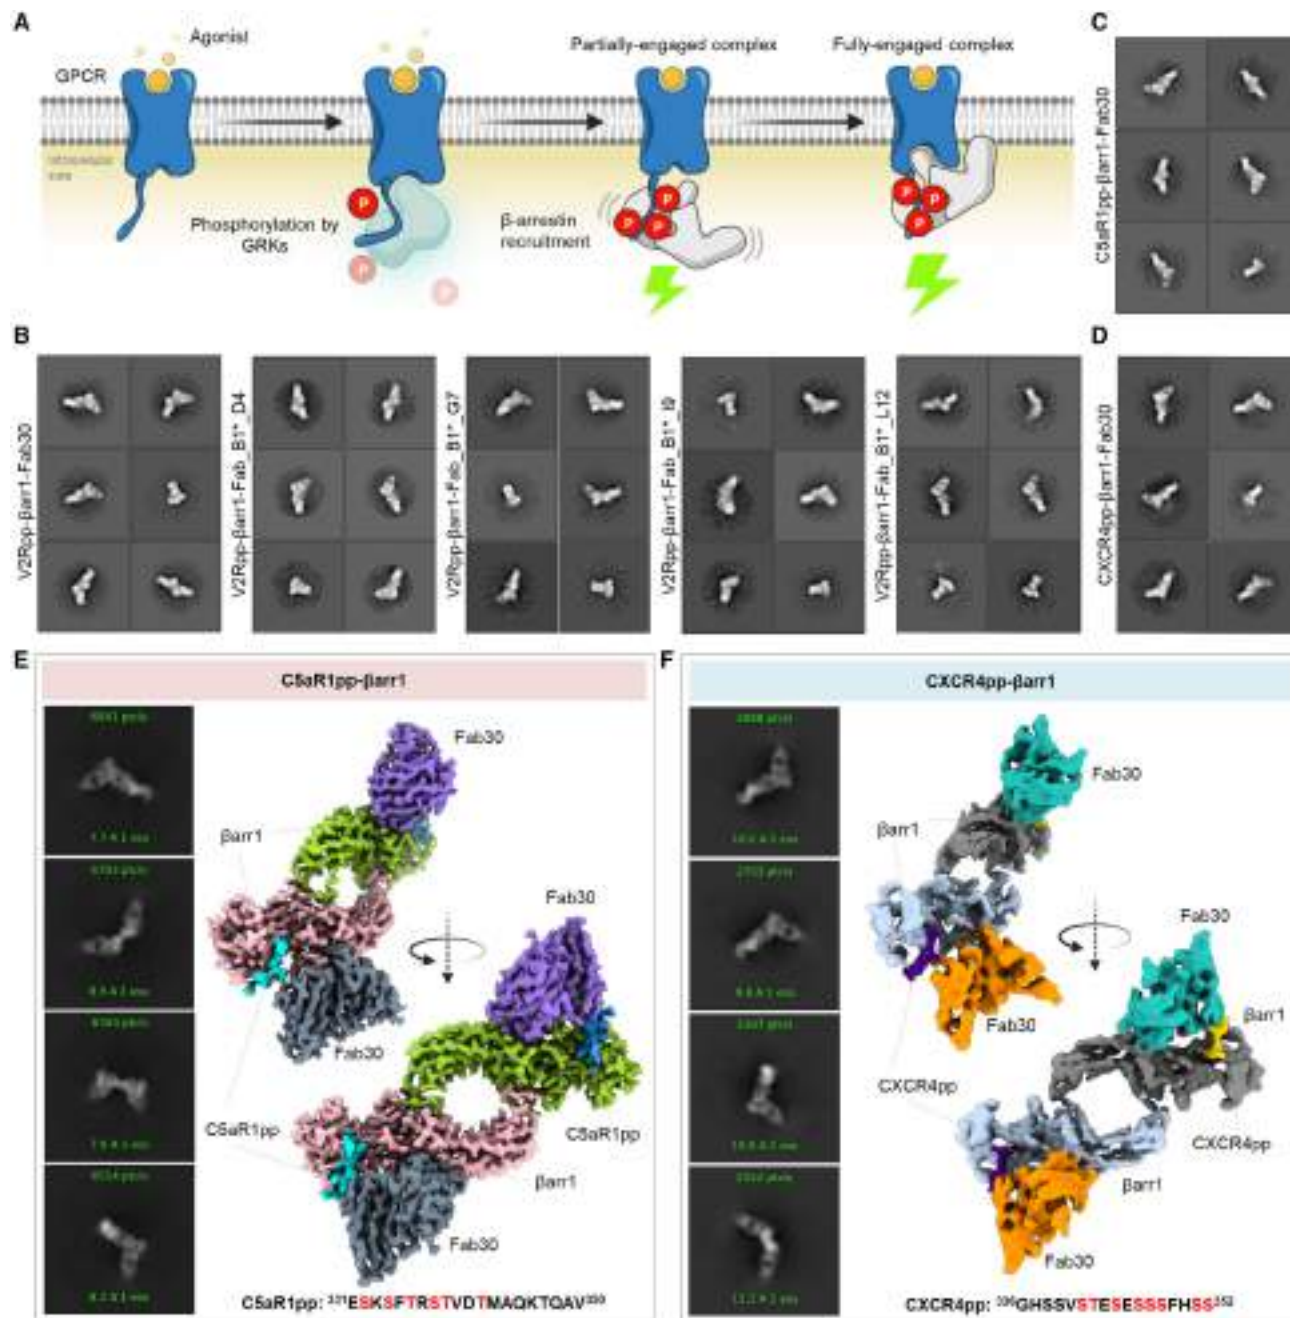 A
Agonist
GPCR
Partially-engaged complex
Fully-engaged complex
P
Phosphorylation by
GRKs
P
P
β-arrestin
recruitment
P
P
P
P
P
P
C
C5aR1pp-βarr1-Fab30
B
V2Rpp-βarr1-Fab30
V2Rpp-βarr1-Fab_B1*_D4
V2Rpp-βarr1-Fab_B1*_G7
V2Rpp-βarr1-Fab_B1*_I9
V2Rpp-βarr1-Fab_B1*_L12
D
CXCR4pp-βarr1-Fab30
E
C5aR1pp-βarr1
Fab30
βarr1
Fab30
Fab30
C5aR1pp
C5aR1pp
βarr1
Fab30
C5aR1pp: ESKSFTRSTVDTMAQKTQAV
F
CXCR4pp-βarr1
Fab30
βarr1
Fab30
Fab30
βarr1
CXCR4pp
CXCR4pp
βarr1
Fab30
CXCR4pp: GHSSVSTESESSSFHSS